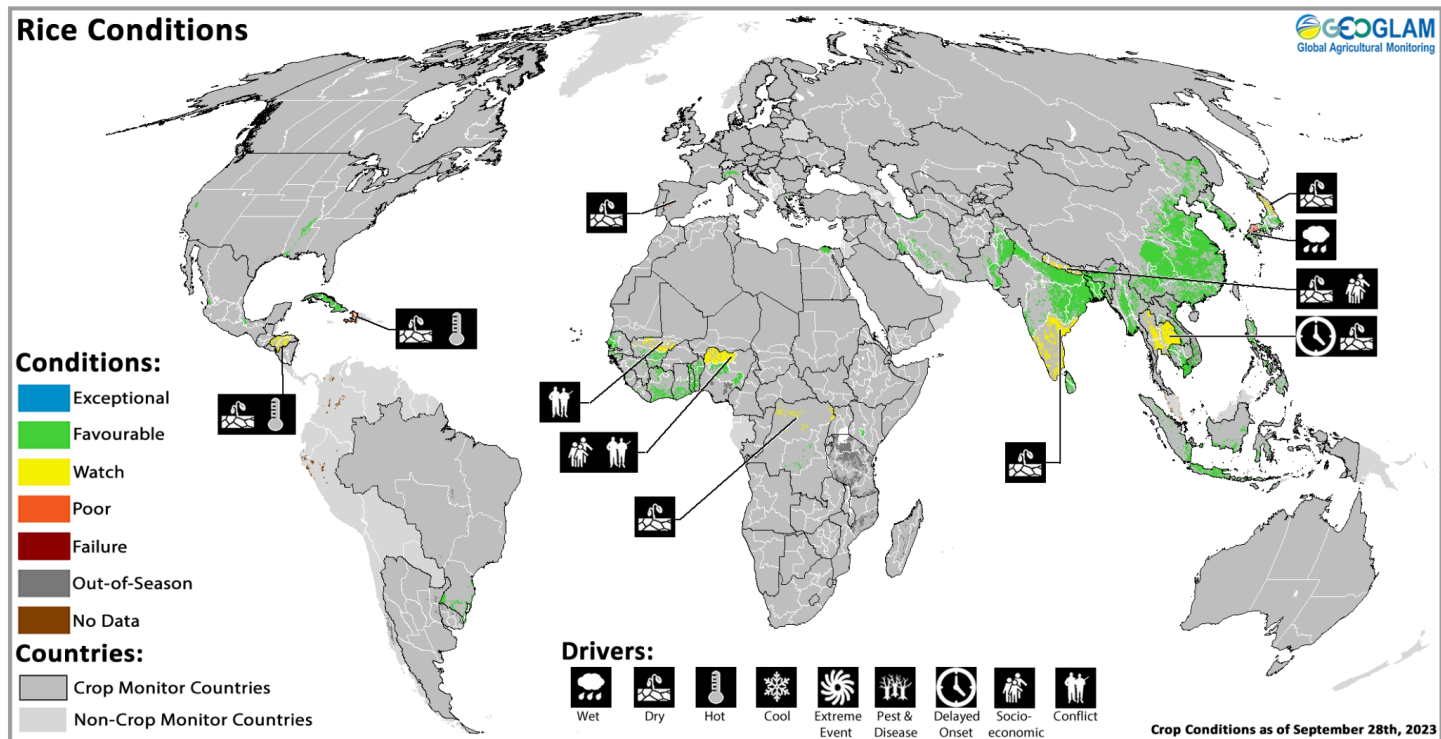 Rice Conditions
GEOGLAM
Global Agricultural Monitoring
Conditions:
Exceptional
Favourable
Watch
Poor
Failure
Out-of-Season
No Data
Countries:
Crop Monitor Countries
Non-Crop Monitor Countries
Drivers:
Wet
Dry
Hot
Cool
Extreme
Event
Pest &
Disease
Delayed
Onset
Socio-
economic
Conflict
Crop Conditions as of September 28th, 2023